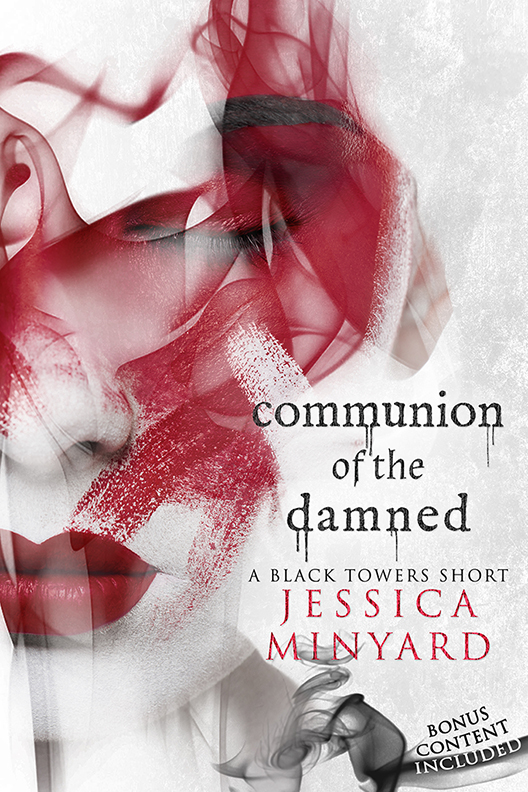 communion
of the
damned
A BLACK TOWERS SHORT
JESSICA
MINYARD
BONUS
CONTENT
INCLUDED